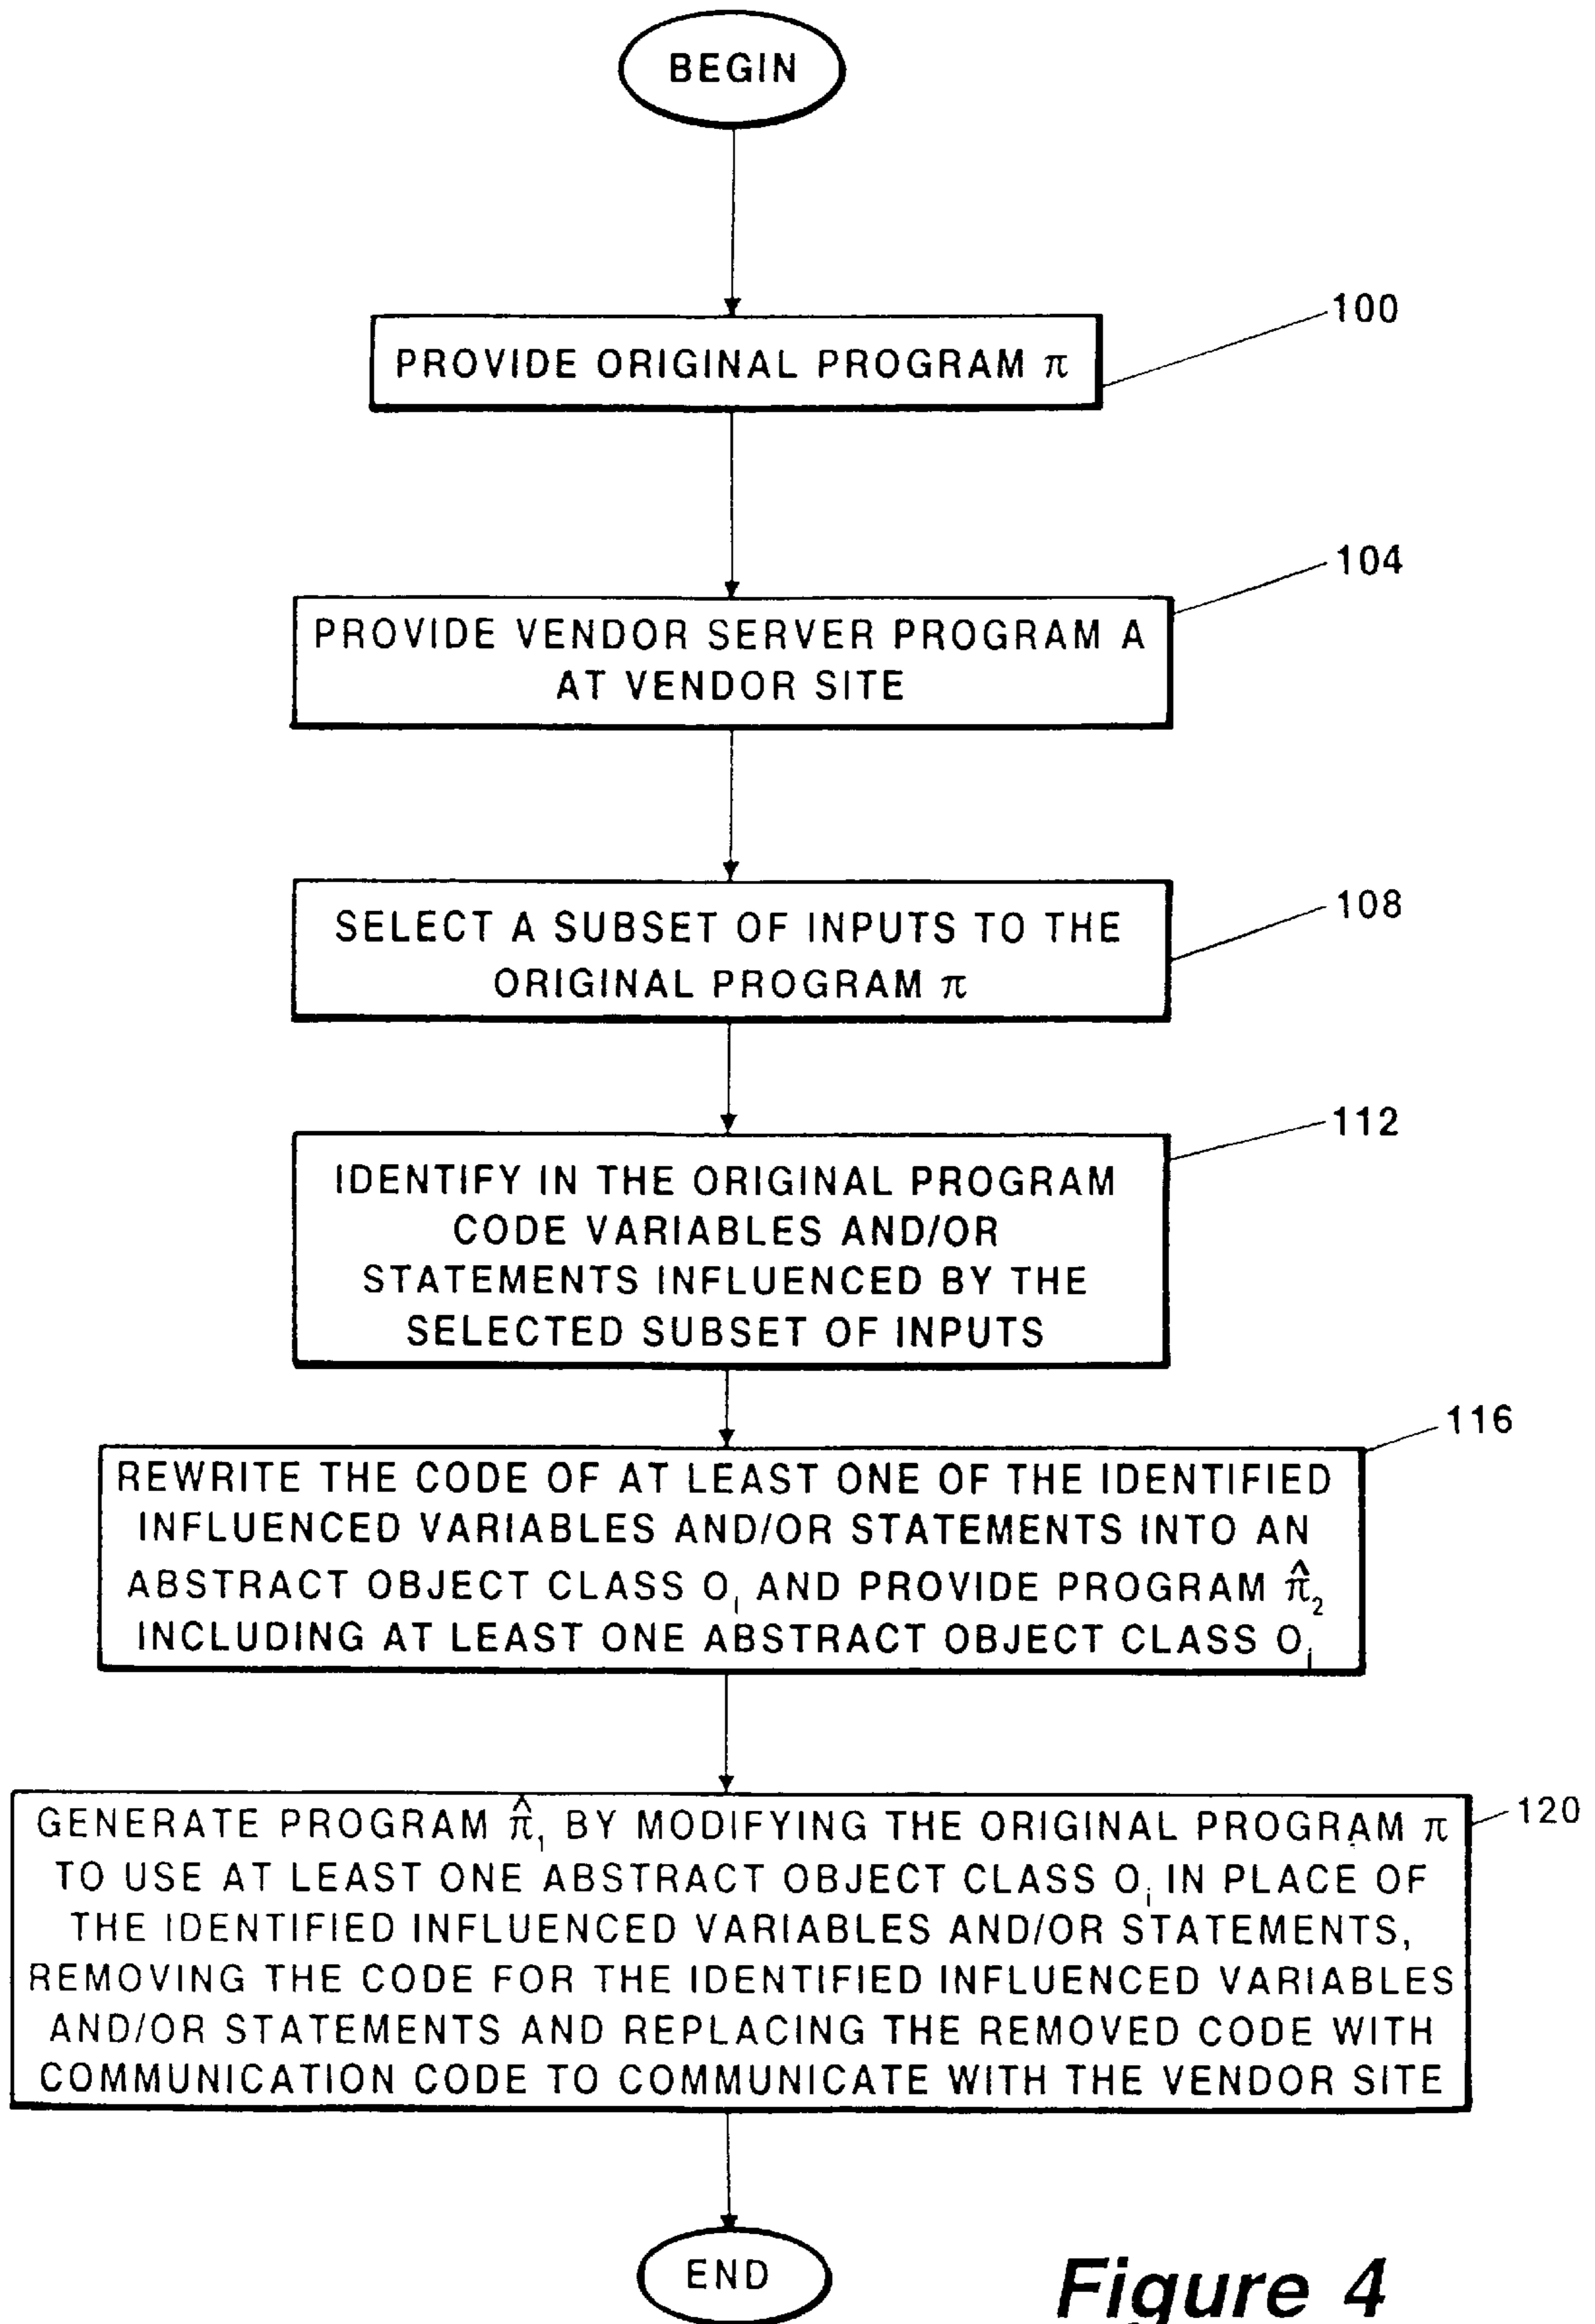 BEGIN
100
PROVIDE ORIGINAL PROGRAM π
104
PROVIDE VENDOR SERVER PROGRAM A
AT VENDOR SITE
108
SELECT A SUBSET OF INPUTS TO THE
ORIGINAL PROGRAM π
112
IDENTIFY IN THE ORIGINAL PROGRAM
CODE VARIABLES AND/OR
STATEMENTS INFLUENCED BY THE
SELECTED SUBSET OF INPUTS
116
REWRITE THE CODE OF AT LEAST ONE OF THE IDENTIFIED
INFLUENCED VARIABLES AND/OR STATEMENTS INTO AN
ABSTRACT OBJECT CLASS Oᵢ AND PROVIDE PROGRAM π̂₂
INCLUDING AT LEAST ONE ABSTRACT OBJECT CLASS Oᵢ
120
GENERATE PROGRAM π̂₁ BY MODIFYING THE ORIGINAL PROGRAM π
TO USE AT LEAST ONE ABSTRACT OBJECT CLASS Oᵢ IN PLACE OF
THE IDENTIFIED INFLUENCED VARIABLES AND/OR STATEMENTS,
REMOVING THE CODE FOR THE IDENTIFIED INFLUENCED VARIABLES
AND/OR STATEMENTS AND REPLACING THE REMOVED CODE WITH
COMMUNICATION CODE TO COMMUNICATE WITH THE VENDOR SITE
END
Figure 4